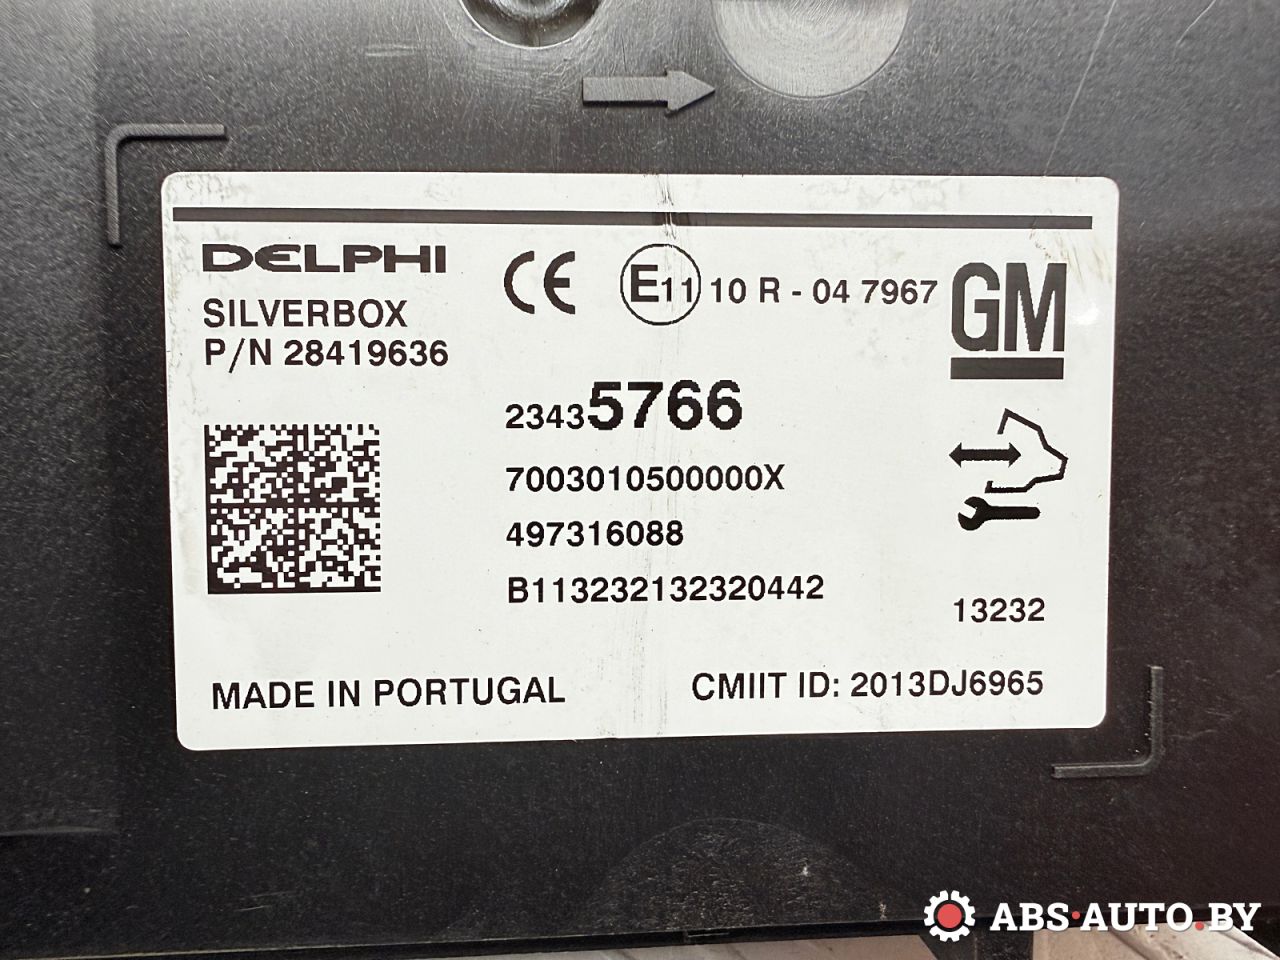 DELPHI
SILVERBOX
P/N 28419636
CE E11 10 R - 04 7967
GM
23435766
7003010500000X
497316088
B113232132320442
13232
MADE IN PORTUGAL
CMIIT ID: 2013DJ6965
ABS·AUTO.BY